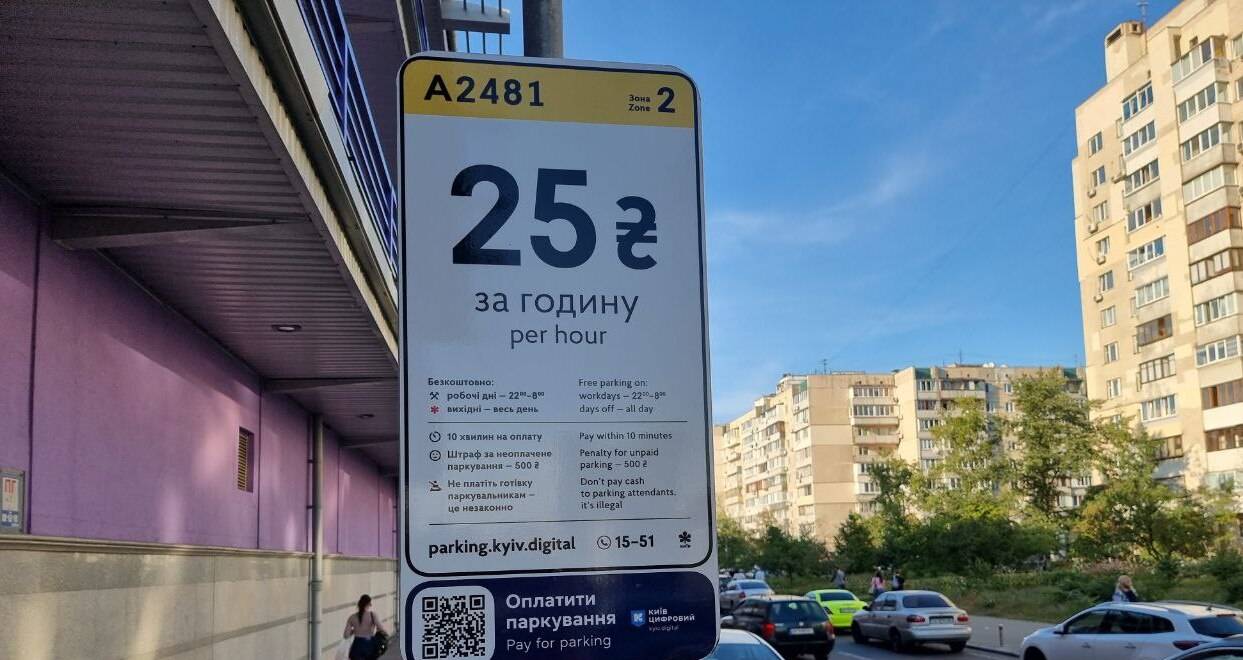 A2481
Зона
Zone 2
25 ₴
за годину
per hour
Безкоштовно:
робочі дні – 22⁰⁰–8⁰⁰
вихідні – весь день
Free parking on:
workdays – 22⁰⁰–8⁰⁰
days off – all day
10 хвилин на оплату
Pay within 10 minutes
Штраф за неоплачене
паркування – 500 ₴
Penalty for unpaid
parking – 500 ₴
Не платіть готівку
паркувальникам –
це незаконно
Don't pay cash
to parking attendants,
it's illegal
parking.kyiv.digital
15–51
Оплатити
паркування
Pay for parking
КИЇВ
ЦИФРОВИЙ
kyiv.digital